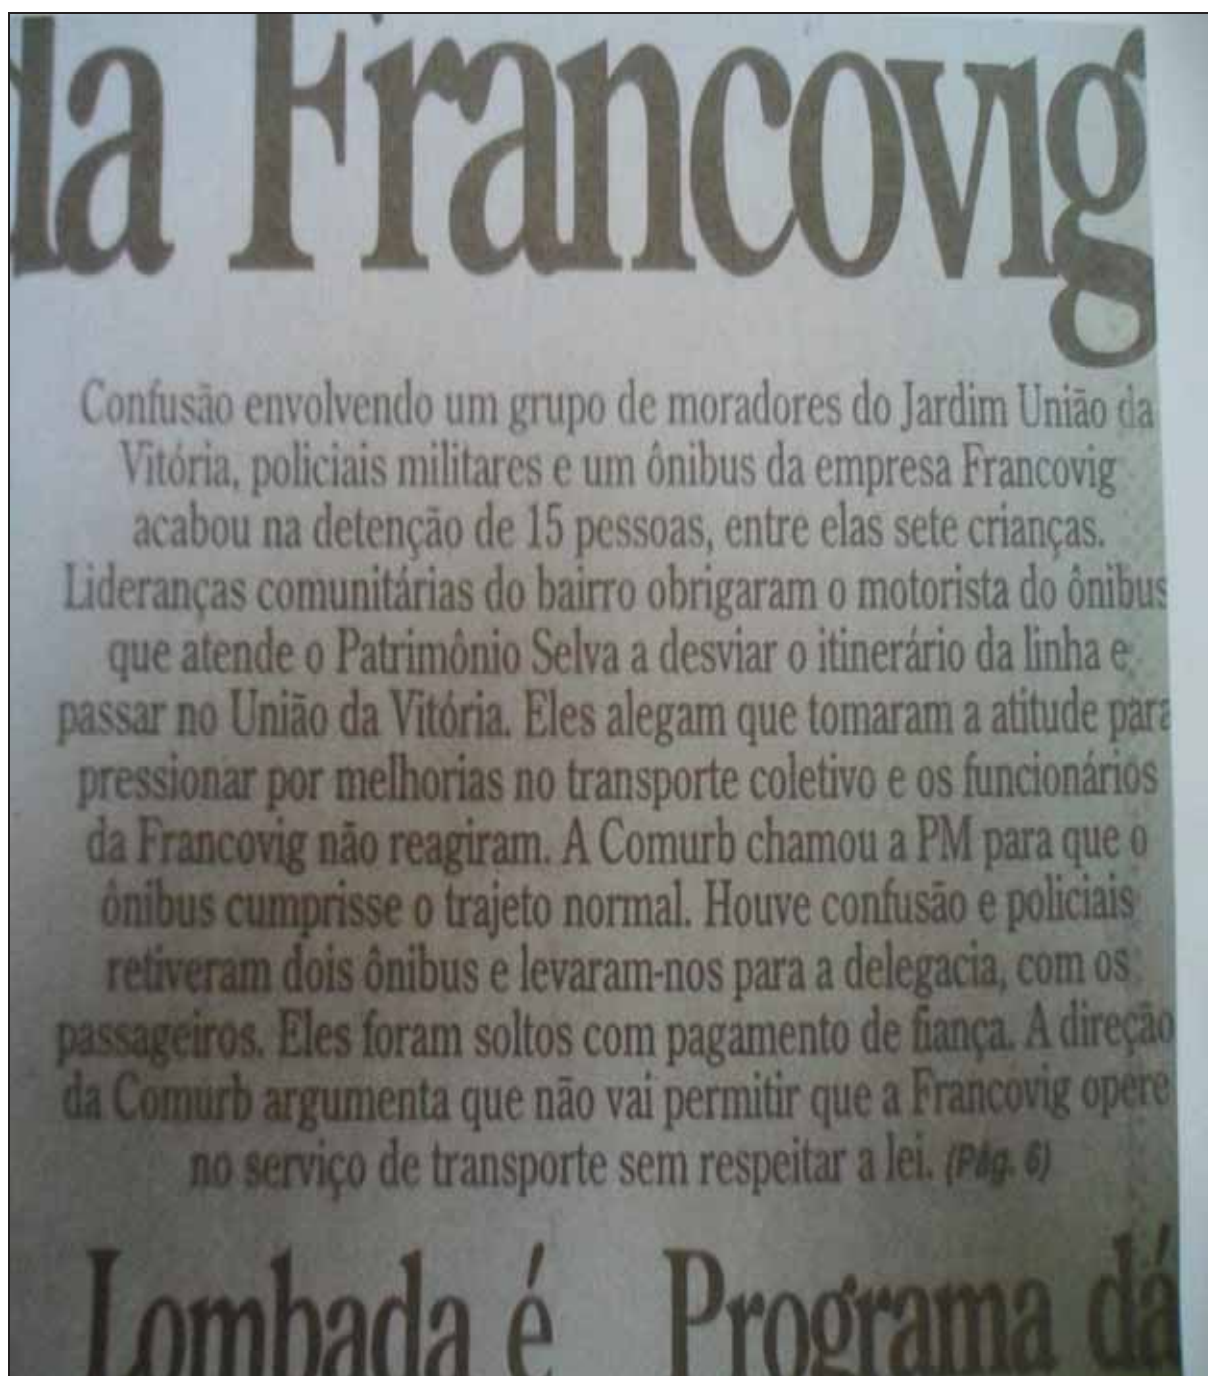 da Francovig
Confusão envolvendo um grupo de moradores do Jardim União da
Vitória, policiais militares e um ônibus da empresa Francovig
acabou na detenção de 15 pessoas, entre elas sete crianças.
Lideranças comunitárias do bairro obrigaram o motorista do ônibus
que atende o Patrimônio Selva a desviar o itinerário da linha e
passar no União da Vitória. Eles alegam que tomaram a atitude para
pressionar por melhorias no transporte coletivo e os funcionários
da Francovig não reagiram. A Comurb chamou a PM para que o
ônibus cumprisse o trajeto normal. Houve confusão e policiais
retiveram dois ônibus e levaram-nos para a delegacia, com os
passageiros. Eles foram soltos com pagamento de fiança. A direção
da Comurb argumenta que não vai permitir que a Francovig opere
no serviço de transporte sem respeitar a lei. (Pág. 6)
Lombada é Programa dá